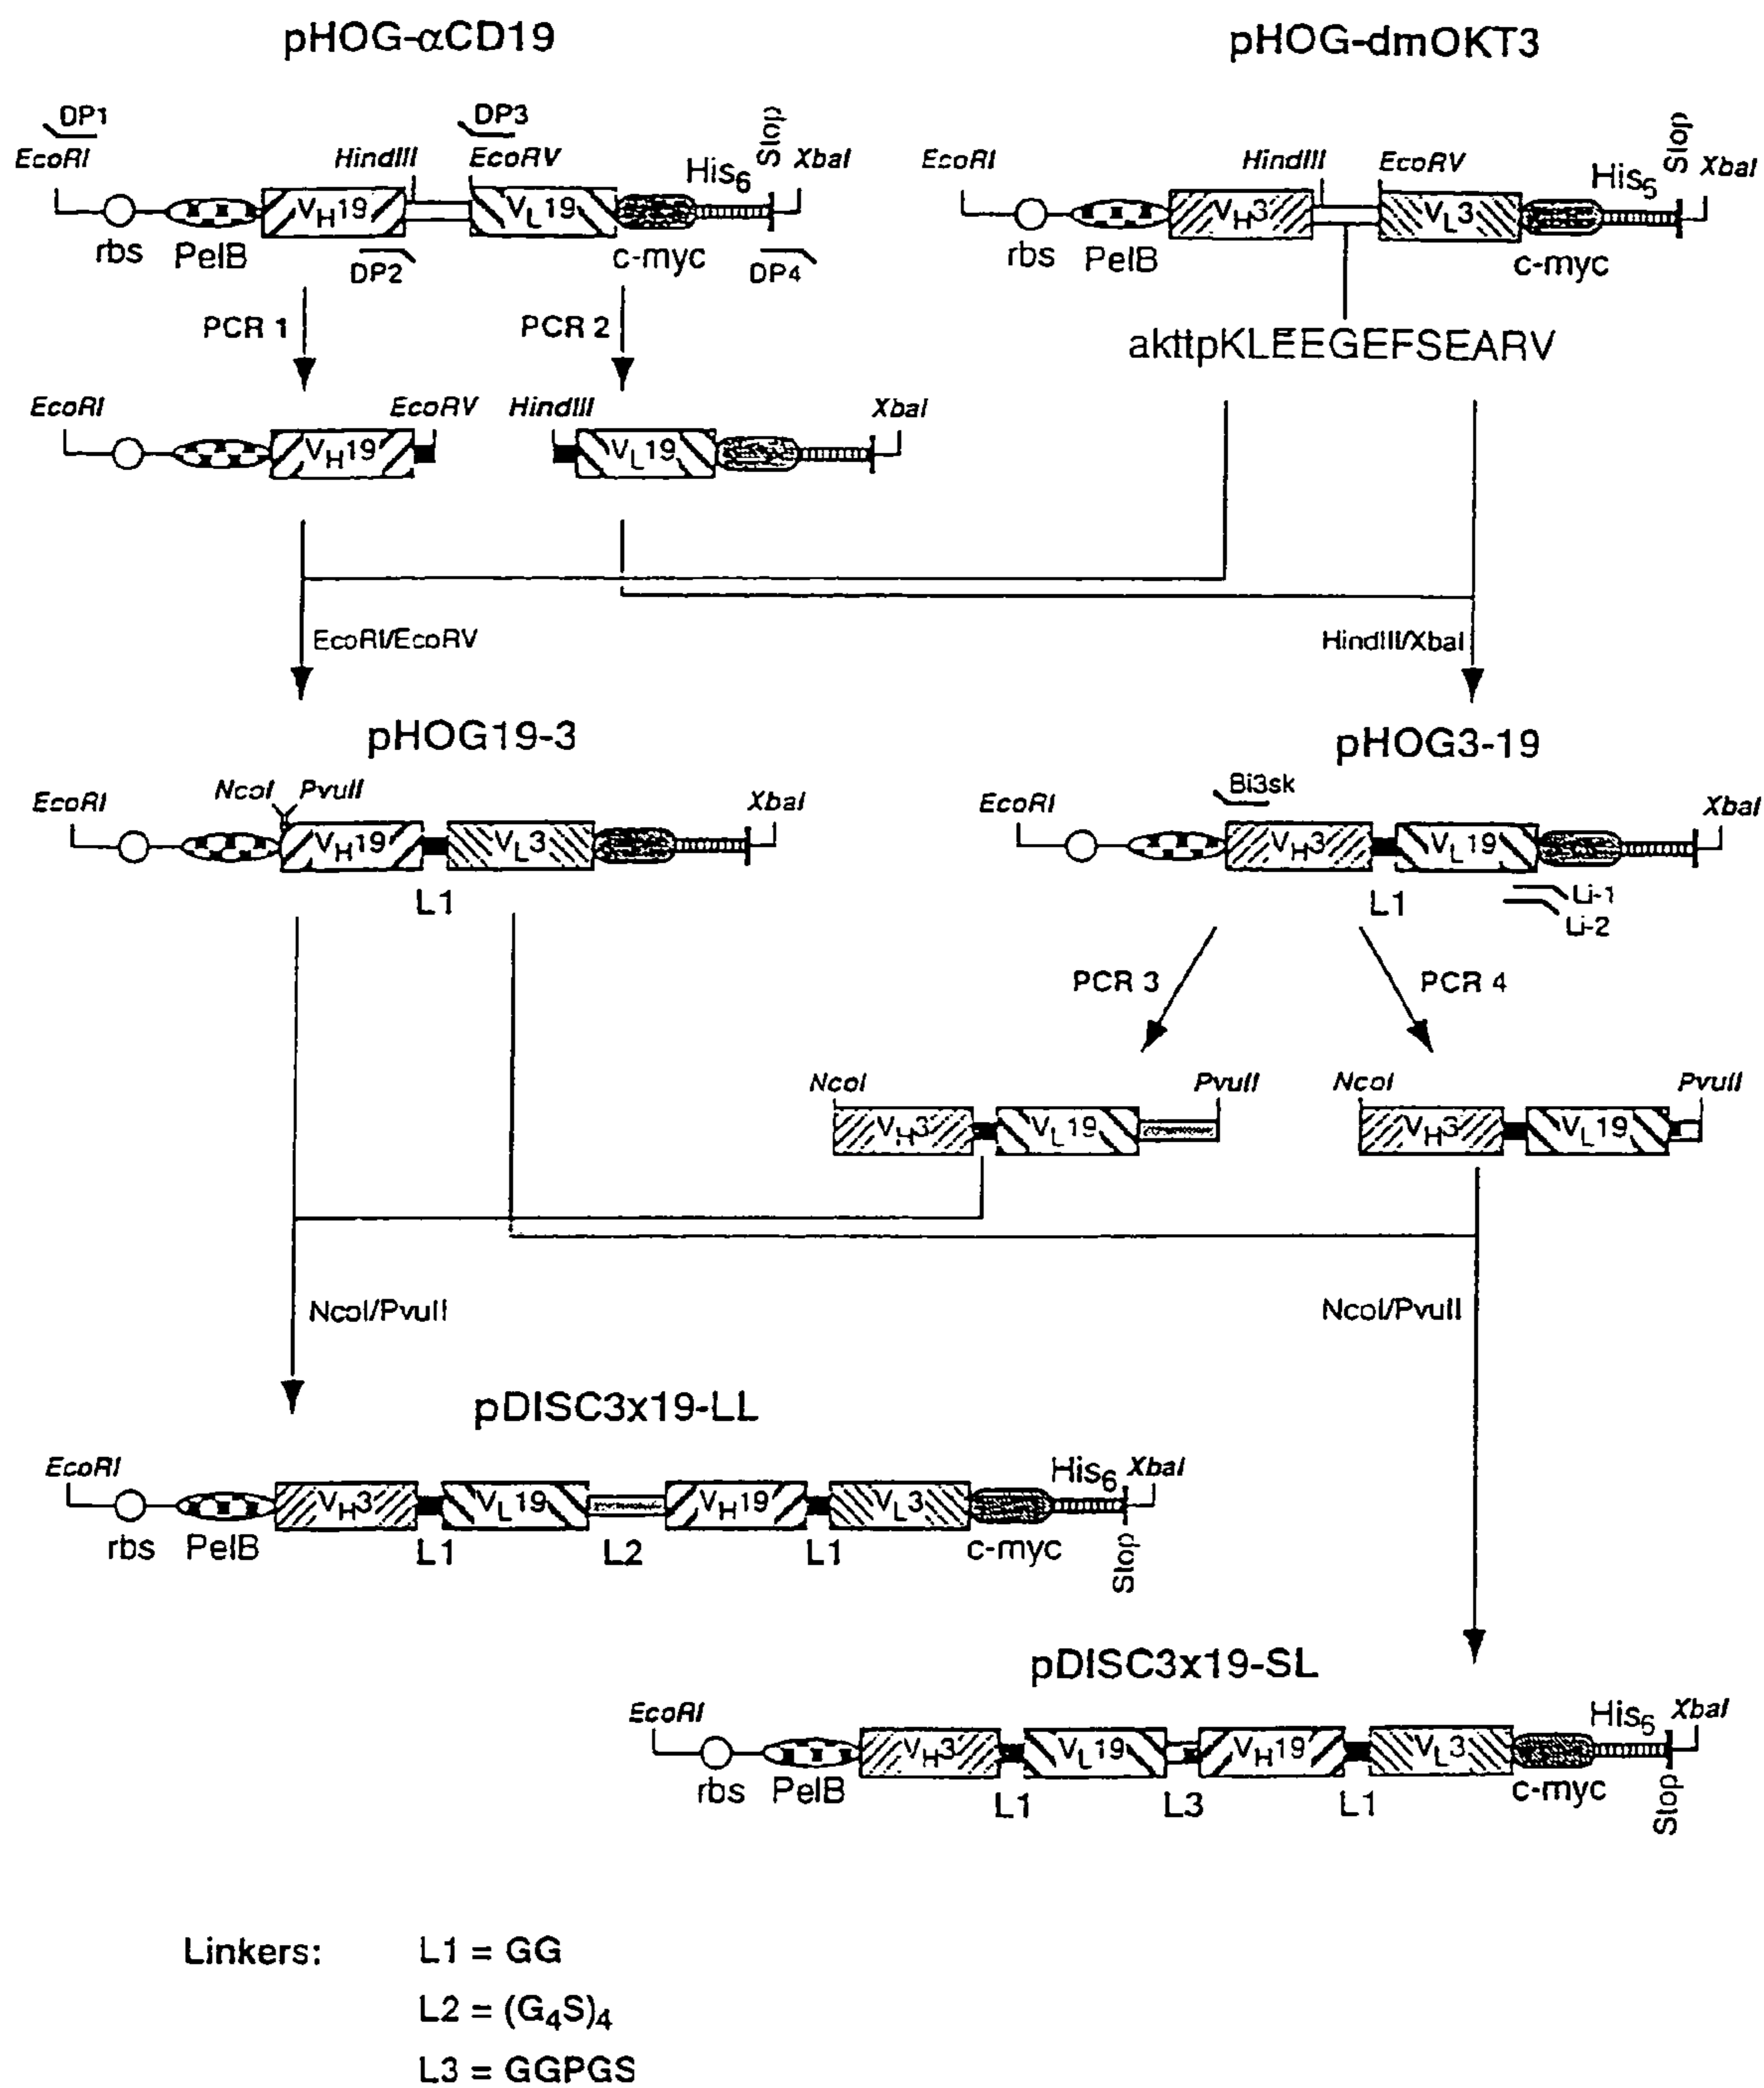 pHOG-αCD19
pHOG-dmOKT3
DP1
DP3
EcoRI
HindIII
EcoRV
His6
Stop
XbaI
EcoRI
HindIII
EcoRV
His6
Stop
XbaI
VH19
VL19
VH3
VL3
rbs
PelB
DP2
c-myc
DP4
rbs
PelB
c-myc
PCR 1
PCR 2
akttpKLEEGEFSEARV
EcoRI
EcoRV
HindIII
XbaI
VH19
VL19
EcoRI/EcoRV
HindIII/XbaI
pHOG19-3
pHOG3-19
EcoRI
NcoI
PvuII
XbaI
Bi3sk
EcoRI
XbaI
VH19
VL3
VH3
VL19
L1
L1
Li-1
Li-2
PCR 3
PCR 4
NcoI
PvuII
NcoI
PvuII
VH3
VL19
VH3
VL19
NcoI/PvuII
NcoI/PvuII
pDISC3x19-LL
EcoRI
His6
XbaI
VH3
VL19
VH19
VL3
rbs
PelB
L1
L2
L1
c-myc
Stop
pDISC3x19-SL
EcoRI
His6
XbaI
VH3
VL19
VH19
VL3
rbs
PelB
L1
L3
L1
c-myc
Stop
Linkers: L1 = GG
L2 = (G4S)4
L3 = GGPGS